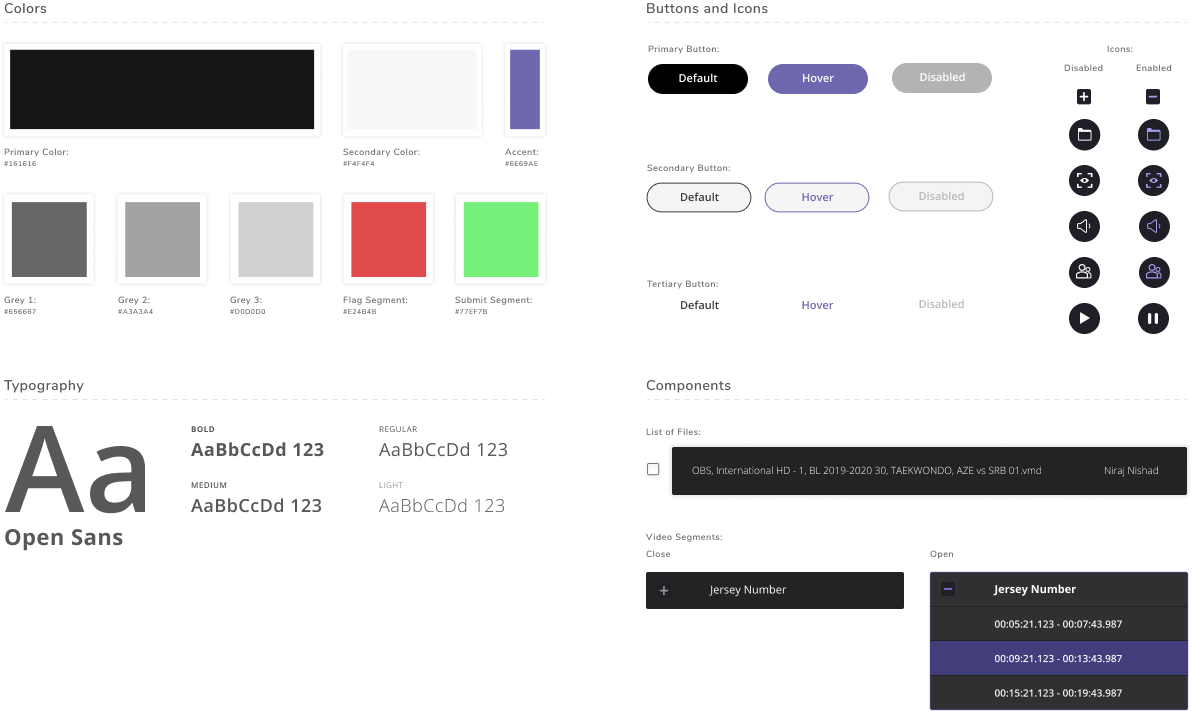 Colors
Primary Color:
#161616
Secondary Color:
#F4F4F4
Accent:
#6E69AE
Grey 1:
#656667
Grey 2:
#A3A3A4
Grey 3:
#D0D0D0
Flag Segment:
#E24B4B
Submit Segment:
#77EF7B
Buttons and Icons
Primary Button:
Default
Hover
Disabled
Secondary Button:
Default
Hover
Disabled
Tertiary Button:
Default
Hover
Disabled
Icons:
Disabled
Enabled
Typography
Aa
Open Sans
BOLD
AaBbCcDd 123
REGULAR
AaBbCcDd 123
MEDIUM
AaBbCcDd 123
LIGHT
AaBbCcDd 123
Components
List of Files:
OBS, International HD - 1, BL 2019-2020 30, TAEKWONDO, AZE vs SRB 01.vmd
Niraj Nishad
Video Segments:
Close
Jersey Number
Open
Jersey Number
00:05:21.123 - 00:07:43.987
00:09:21.123 - 00:13:43.987
00:15:21.123 - 00:19:43.987